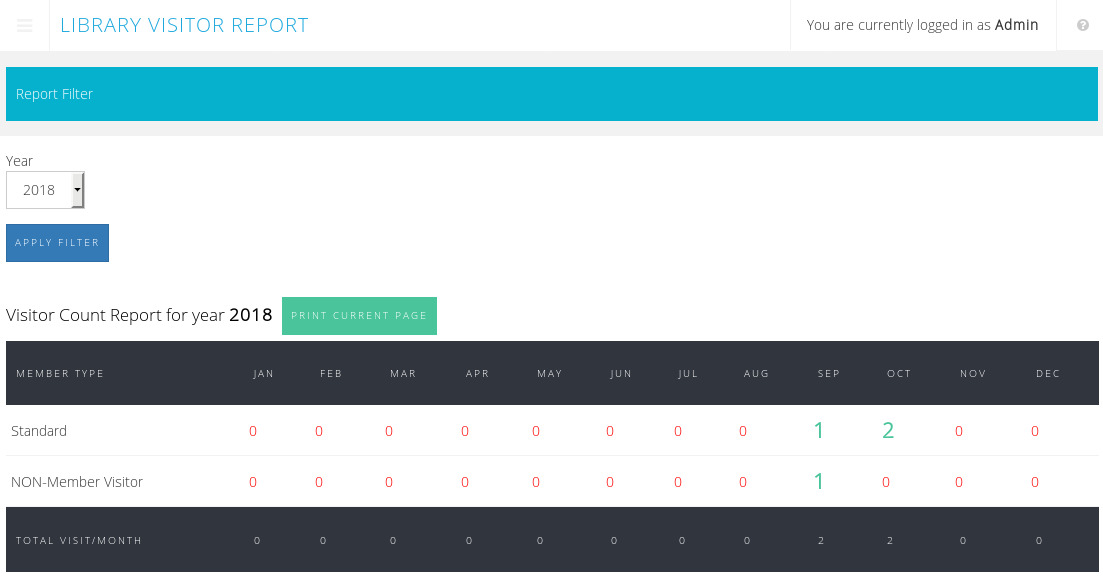 LIBRARY VISITOR REPORT
You are currently logged in as Admin
Report Filter
Year
2018
APPLY FILTER
Visitor Count Report for year 2018
PRINT CURRENT PAGE
MEMBER TYPE JAN FEB MAR APR MAY JUN JUL AUG SEP OCT NOV DEC
Standard 0 0 0 0 0 0 0 0 1 2 0 0
NON-Member Visitor 0 0 0 0 0 0 0 0 1 0 0 0
TOTAL VISIT/MONTH 0 0 0 0 0 0 0 0 2 2 0 0